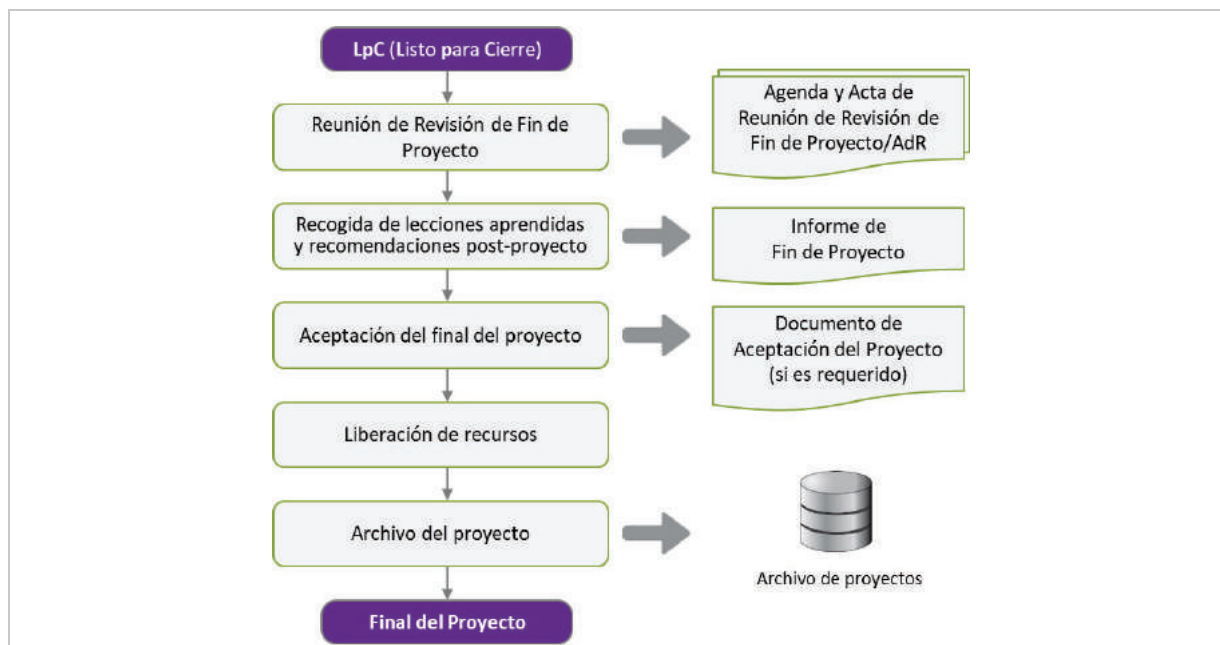 LpC (Listo para Cierre)
Reunión de Revisión de Fin de
Proyecto
Agenda y Acta de
Reunión de Revisión de
Fin de Proyecto/AdR
Recogida de lecciones aprendidas
y recomendaciones post-proyecto
Informe de
Fin de Proyecto
Aceptación del final del proyecto
Documento de
Aceptación del Proyecto
(si es requerido)
Liberación de recursos
Archivo del proyecto
Archivo de proyectos
Final del Proyecto